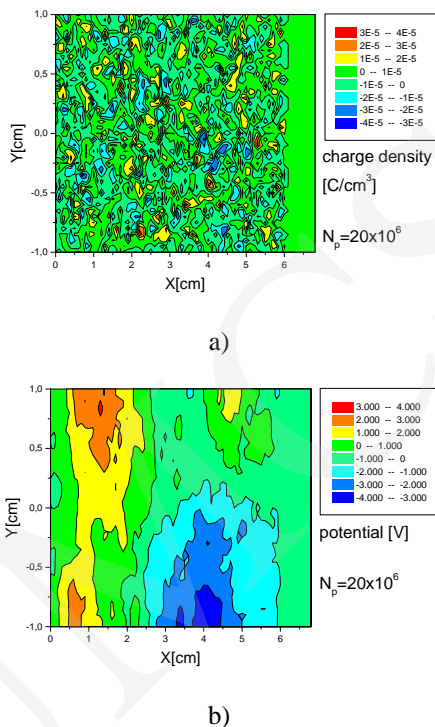 1,0
0,5
0,0
-0,5
-1,0
Y[cm]
0 1 2 3 4 5 6
X[cm]
3E-5 -- 4E-5
2E-5 -- 3E-5
1E-5 -- 2E-5
0 -- 1E-5
-1E-5 -- 0
-2E-5 -- -1E-5
-3E-5 -- -2E-5
-4E-5 -- -3E-5
charge density
[C/cm³]
Nₚ=20x10⁶
a)
1,0
0,5
0,0
-0,5
-1,0
Y[cm]
0 1 2 3 4 5 6
X[cm]
3.000 -- 4.000
2.000 -- 3.000
1.000 -- 2.000
0 -- 1.000
-1.000 -- 0
-2.000 -- -1.000
-3.000 -- -2.000
-4.000 -- -3.000
potential [V]
Nₚ=20x10⁶
b)